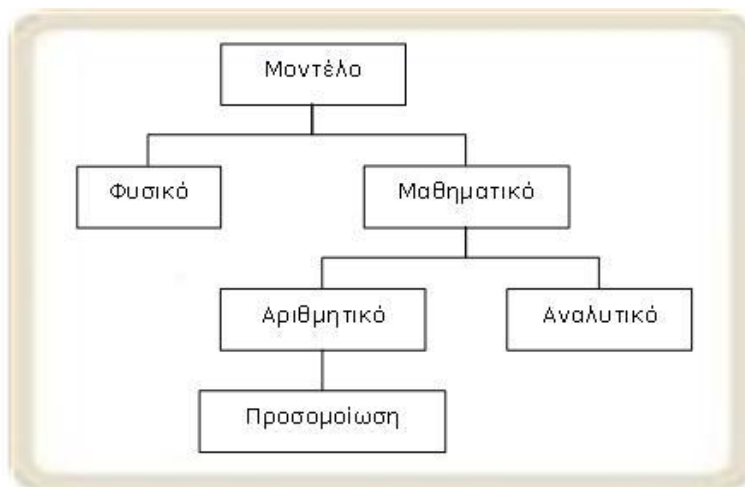 Μοντέλο
Φυσικό
Μαθηματικό
Αριθμητικό
Αναλυτικό
Προσομοίωση